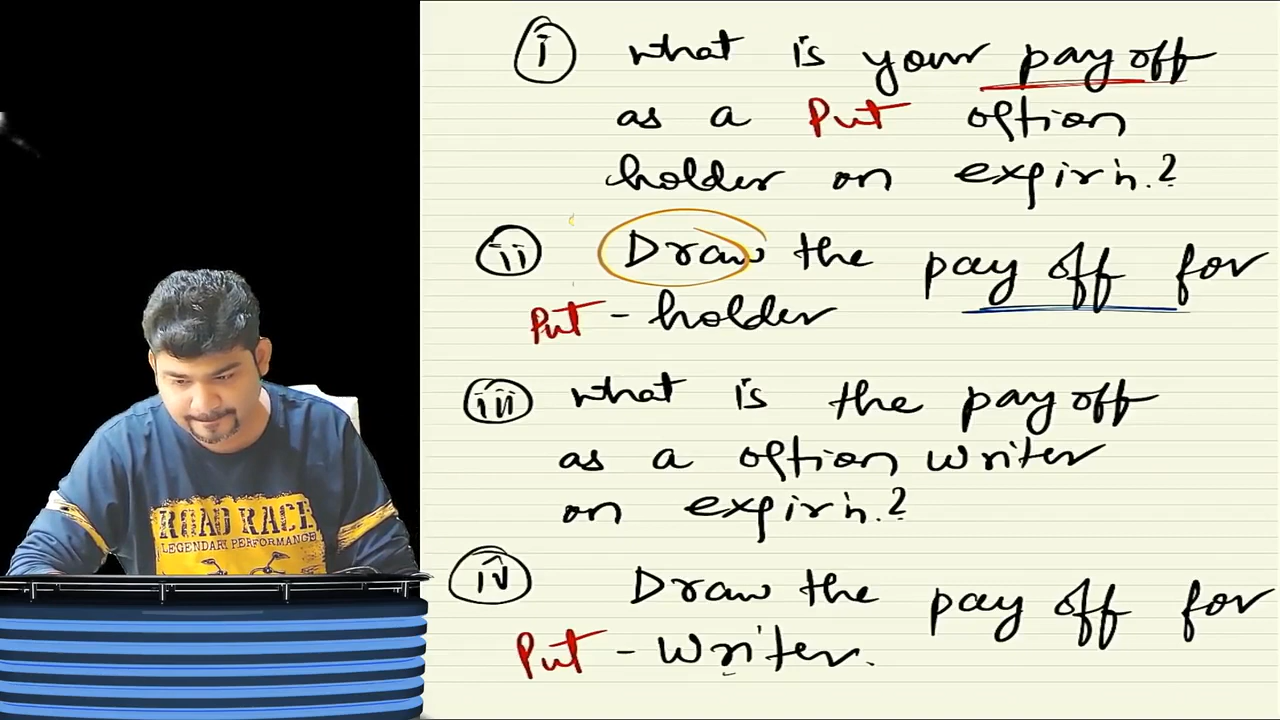 i what is your pay off
as a Put option
holder on expirin.?
ii Draw the pay off for
Put - holder
iii what is the pay off
as a option writer
on expirin.?
iv Draw the pay off for
Put - writer.
ROAD RACE
LEGENDARY PERFORMANCE